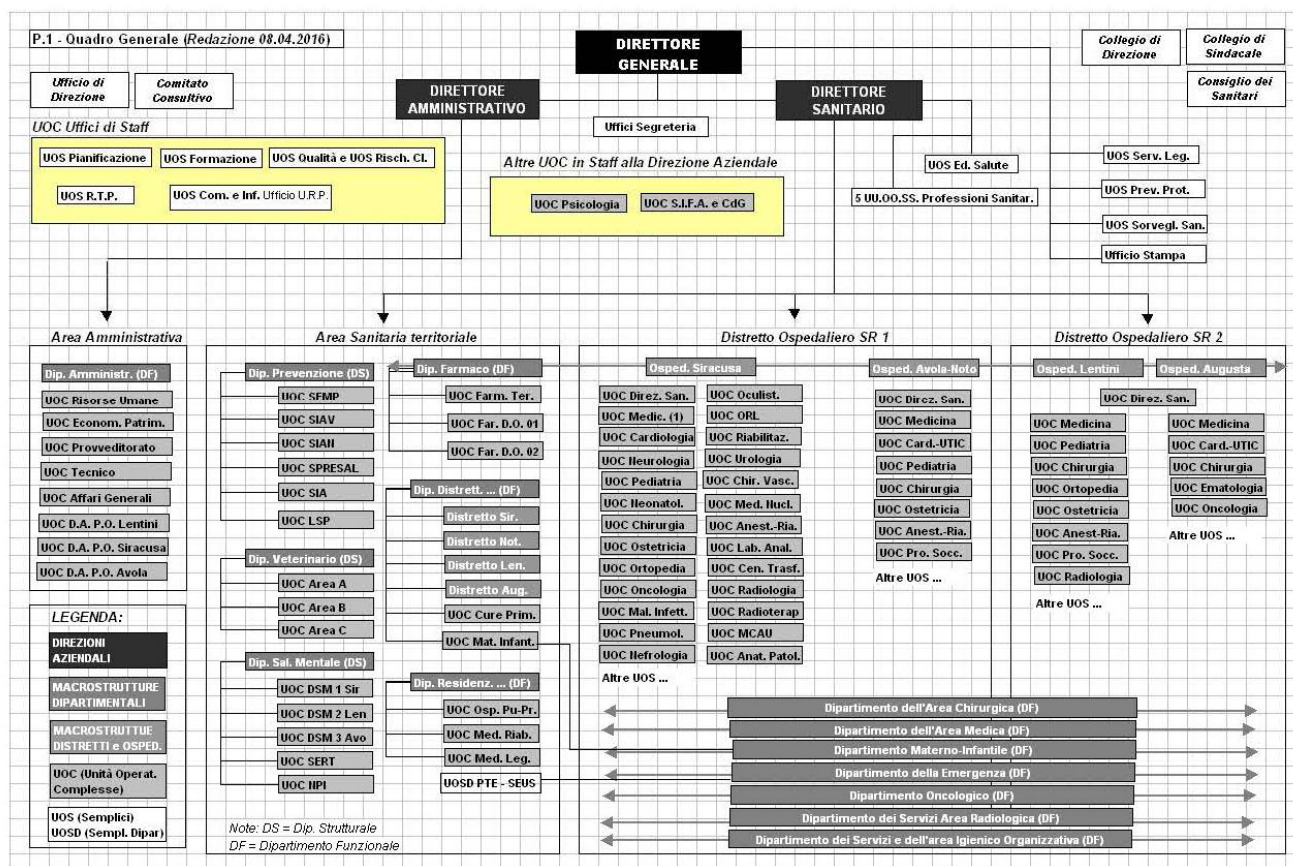 P.1 - Quadro Generale (Redazione 08.04.2016)
DIRETTORE
GENERALE
Collegio di
Direzione
Collegio di
Sindacale
Consiglio dei
Sanitari
Ufficio di
Direzione
Comitato
Consultivo
DIRETTORE
AMMINISTRATIVO
DIRETTORE
SANITARIO
Uffici Segreteria
UOC Uffici di Staff
UOS Pianificazione
UOS Formazione
UOS Qualità e UOS Risch. Cl.
UOS R.T.P.
UOS Com. e Inf. Ufficio U.R.P.
Altre UOC in Staff alla Direzione Aziendale
UOC Psicologia
UOC S.I.F.A. e CdG
UOS Ed. Salute
5 UU.OO.SS. Professioni Sanitar.
UOS Serv. Leg.
UOS Prev. Prot.
UOS Sorvegl. San.
Ufficio Stampa
Area Amministrativa
Dip. Amministr. (DF)
UOC Risorse Umane
UOC Econom. Patrim.
UOC Provveditorato
UOC Tecnico
UOC Affari Generali
UOC D.A. P.O. Lentini
UOC D.A. P.O. Siracusa
UOC D.A. P.O. Avola
LEGENDA:
DIREZIONI
AZIENDALI
MACROSTRUTTURE
DIPARTIMENTALI
MACROSTRUTTUE
DISTRETTI e OSPED.
UOC (Unità Operat.
Complesse)
UOS (Semplici)
UOSD (Sempl. Dipar)
Area Sanitaria territoriale
Dip. Prevenzione (DS)
UOC SEMP
UOC SIAV
UOC SIAN
UOC SPRESAL
UOC SIA
UOC LSP
Dip. Veterinario (DS)
UOC Area A
UOC Area B
UOC Area C
Dip. Sal. Mentale (DS)
UOC DSM 1 Sir
UOC DSM 2 Len
UOC DSM 3 Avo
UOC SERT
UOC NPI
Note: DS = Dip. Strutturale
DF = Dipartimento Funzionale
Dip. Farmaco (DF)
UOC Farm. Ter.
UOC Far. D.O. 01
UOC Far. D.O. 02
Dip. Distrett. ... (DF)
Distretto Sir.
Distretto Not.
Distretto Len.
Distretto Aug.
UOC Cure Prim.
UOC Mat. Infant.
Dip. Residenz. ... (DF)
UOC Osp. Pu-Pr.
UOC Med. Riab.
UOC Med. Leg.
UOSD PTE - SEUS
Distretto Ospedaliero SR 1
Osped. Siracusa
UOC Direz. San.
UOC Medic. (1)
UOC Cardiologia
UOC Neurologia
UOC Pediatria
UOC Neonatol.
UOC Chirurgia
UOC Ostetricia
UOC Ortopedia
UOC Oncologia
UOC Mal. Infett.
UOC Pneumol.
UOC Nefrologia
Altre UOS ...
UOC Oculist.
UOC ORL
UOC Riabilitaz.
UOC Urologia
UOC Chir. Vasc.
UOC Med. Nucl.
UOC Anest.-Ria.
UOC Lab. Anal.
UOC Cen. Trasf.
UOC Radiologia
UOC Radioterap
UOC MCAU
UOC Anat. Patol.
Osped. Avola-Noto
UOC Direz. San.
UOC Medicina
UOC Card.-UTIC
UOC Pediatria
UOC Chirurgia
UOC Ostetricia
UOC Anest.-Ria.
UOC Pro. Socc.
Altre UOS ...
Distretto Ospedaliero SR 2
Osped. Lentini
Osped. Augusta
UOC Direz. San.
UOC Medicina
UOC Pediatria
UOC Chirurgia
UOC Ortopedia
UOC Ostetricia
UOC Anest-Ria.
UOC Pro. Socc.
UOC Radiologia
Altre UOS ...
UOC Medicina
UOC Card.-UTIC
UOC Chirurgia
UOC Ematologia
UOC Oncologia
Altre UOS ...
Dipartimento dell'Area Chirurgica (DF)
Dipartimento dell'Area Medica (DF)
Dipartimento Materno-Infantile (DF)
Dipartimento della Emergenza (DF)
Dipartimento Oncologico (DF)
Dipartimento dei Servizi Area Radiologica (DF)
Dipartimento dei Servizi e dell'area Igienico Organizzativa (DF)